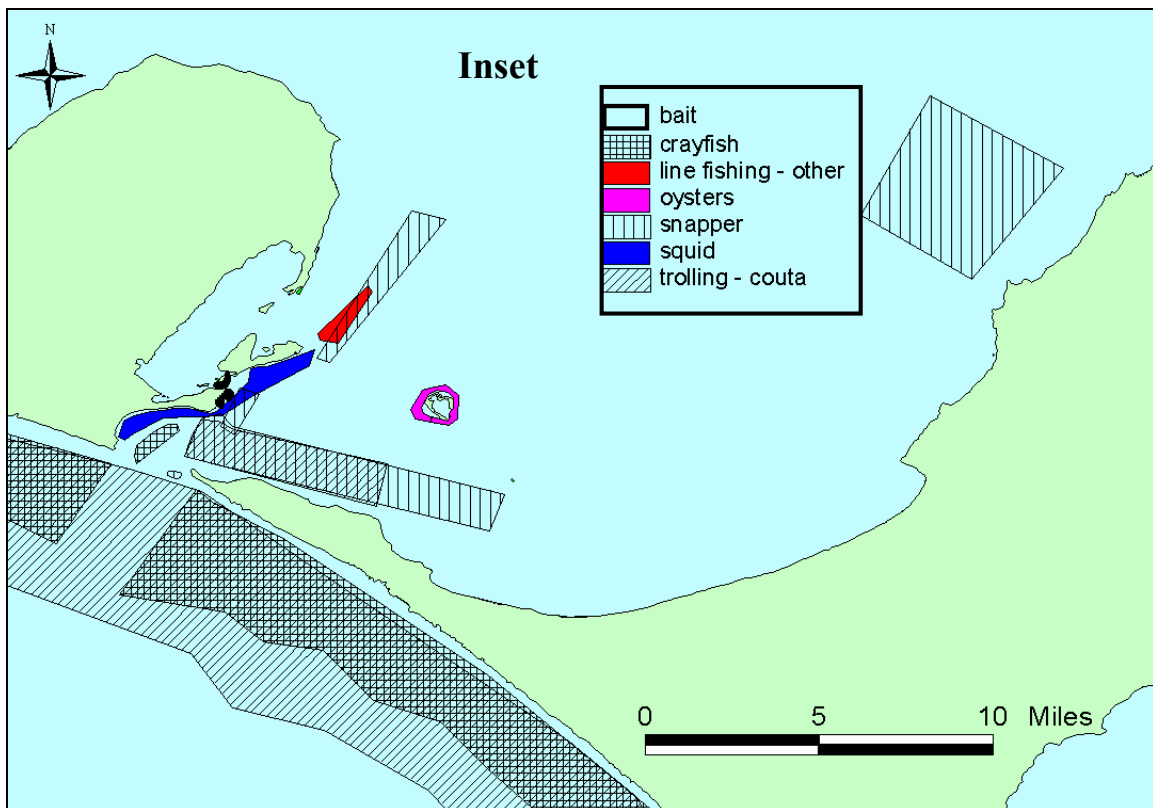 N
Inset
bait
crayfish
line fishing - other
oysters
snapper
squid
trolling - couta
0 5 10 Miles